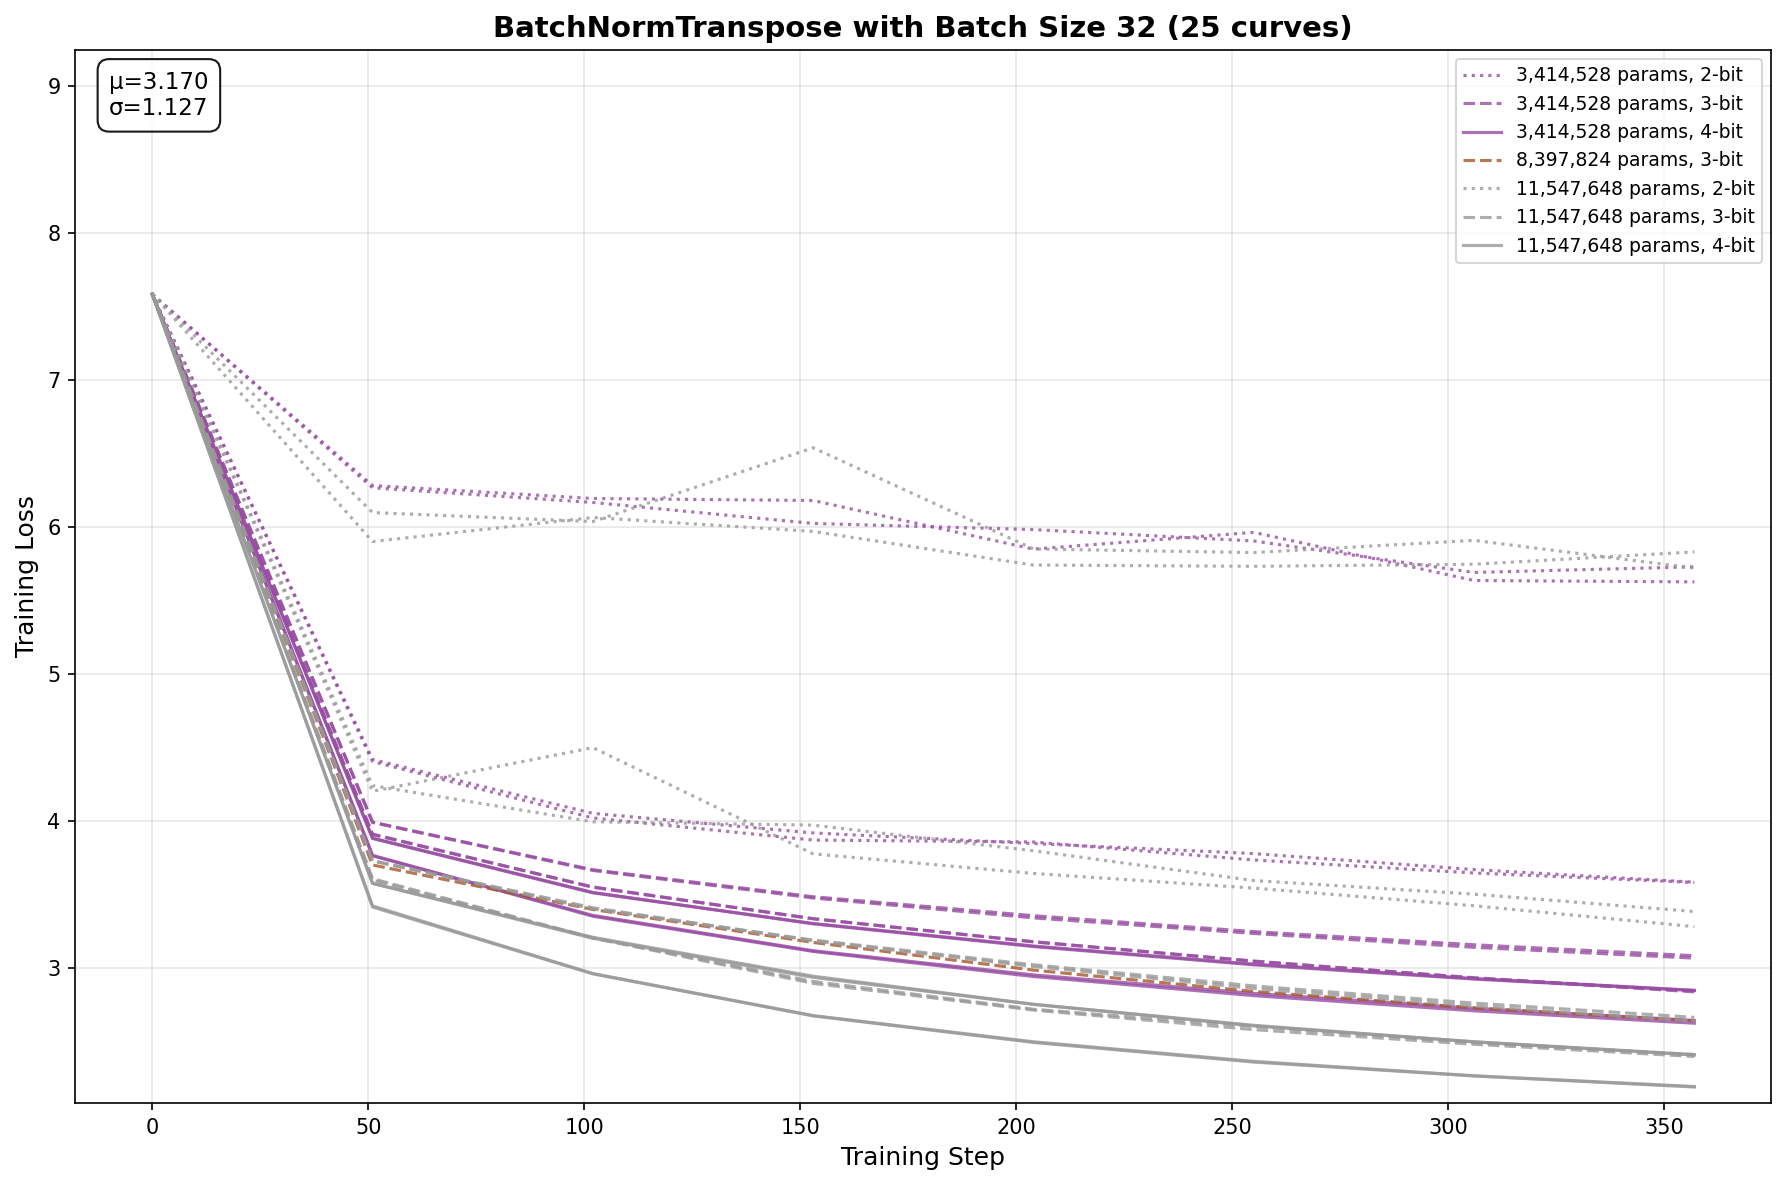 BatchNormTranspose with Batch Size 32 (25 curves)
μ=3.170
σ=1.127
3,414,528 params, 2-bit
3,414,528 params, 3-bit
3,414,528 params, 4-bit
8,397,824 params, 3-bit
11,547,648 params, 2-bit
11,547,648 params, 3-bit
11,547,648 params, 4-bit
Training Loss
9
8
7
6
5
4
3
0 50 100 150 200 250 300 350
Training Step